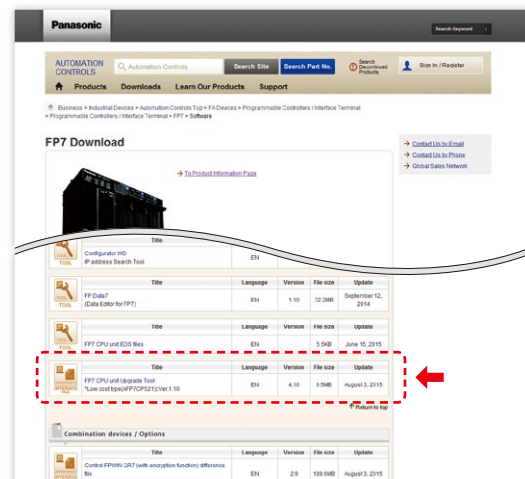 Panasonic
Search Keyword
AUTOMATION
CONTROLS
Automation Controls
Search Site
Search Part No.
Search
Discontinued
Products
Sign In / Register
Products Downloads Learn Our Products Support
Business > Industrial Devices > Automation Controls Top > FA Devices > Programmable Controllers / Interface Terminal
> Programmable Controllers / Interface Terminal > FP7 > Software
FP7 Download
Contact Us by Email
Contact Us by Phone
Global Sales Network
To Product Information Page
Title
TOOL
Configurator WD
IP address Search Tool
EN
Title Language Version File size Update
TOOL
FP Data7
(Data Editor for FP7)
EN 1.10 32.2MB September 12, 2014
Title Language Version File size Update
TOOL
FP7 CPU unit EDS files
EN 5.5KB June 15, 2015
Title Language Version File size Update
FP7 CPU unit Upgrade Tool
*Low cost type(AFP7CPS21):Ver.1.10
EN 4.10 9.5MB August 3, 2015
Return to top
Combination devices / Options
Title Language Version File size Update
Control FPWIN GR7 (with encryption function) difference
file
EN 2.9 189.6MB August 3, 2015